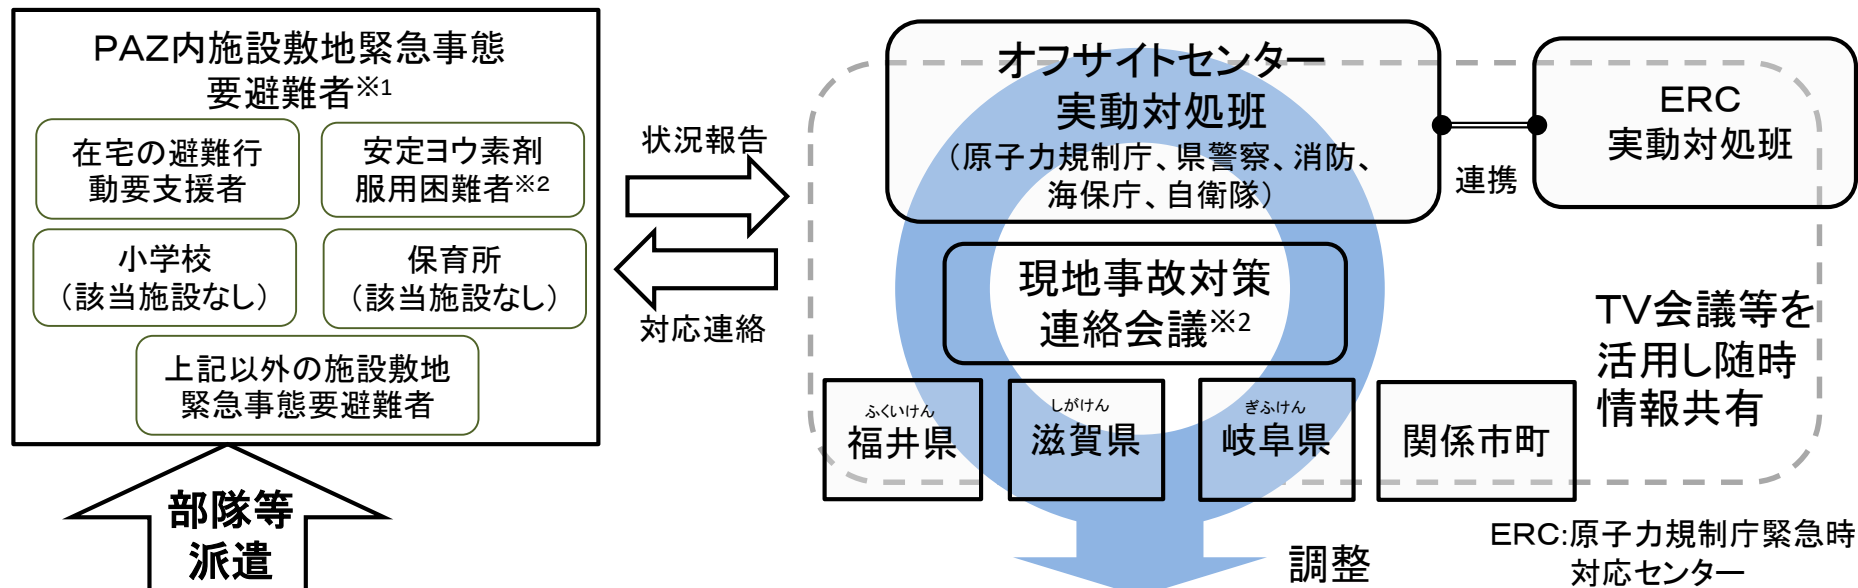 PAZ内施設敷地緊急事態
要避難者※1
在宅の避難行
動要支援者
安定ヨウ素剤
服用困難者※2
小学校
（該当施設なし）
保育所
（該当施設なし）
上記以外の施設敷地
緊急事態要避難者
部隊等
派遣
状況報告
対応連絡
オフサイトセンター
実動対処班
（原子力規制庁、県警察、消防、
海保庁、自衛隊）
連携
ERC
実動対処班
現地事故対策
連絡会議※2
ふくいけん
福井県
しがけん
滋賀県
ぎふけん
岐阜県
関係市町
TV会議等を
活用し随時
情報共有
調整
ERC:原子力規制庁緊急時
対応センター